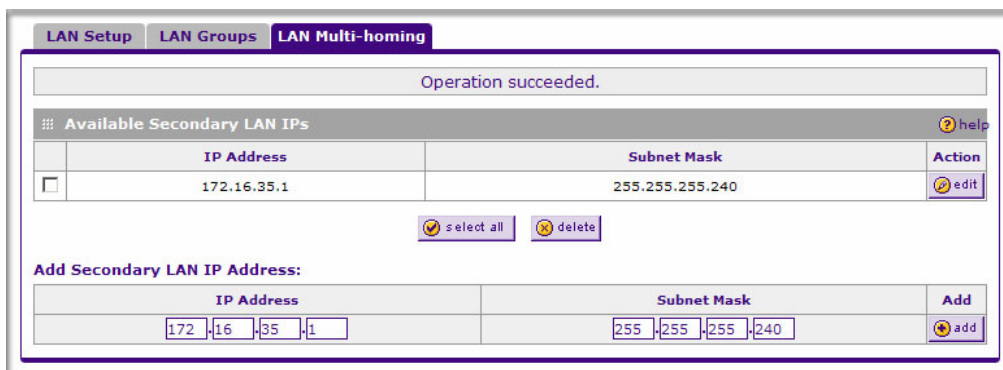 LAN Setup LAN Groups LAN Multi-homing
Operation succeeded.
Available Secondary LAN IPs help
IP Address Subnet Mask Action
172.16.35.1 255.255.255.240 edit
select all delete
Add Secondary LAN IP Address:
IP Address Subnet Mask Add
172 .16 .35 .1 255 .255 .255 .240 add